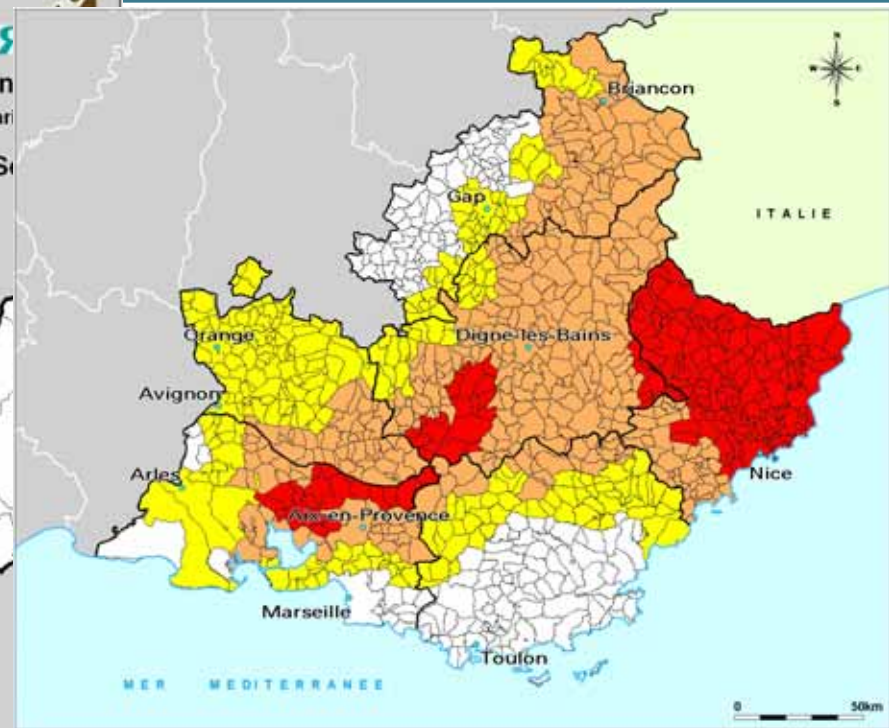 N
W E
S
Briancon
Gap
ITALIE
Orange
Digne-les-Bains
Avignon
Arles
Nice
Aix-en-Provence
Marseille
Toulon
MER MEDITERRANEE
0 50km